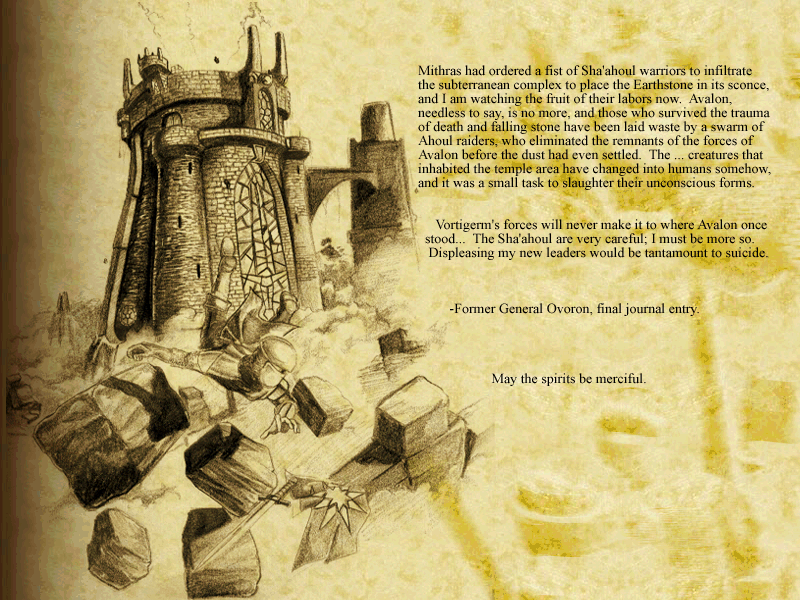 Mithras had ordered a fist of Sha'ahoul warriors to infiltrate
the subterranean complex to place the Earthstone in its sconce,
and I am watching the fruit of their labors now.  Avalon,
needless to say, is no more, and those who survived the trauma
of death and falling stone have been laid waste by a swarm of
Ahoul raiders, who eliminated the remnants of the forces of
Avalon before the dust had even settled.  The ... creatures that
inhabited the temple area have changed into humans somehow,
and it was a small task to slaughter their unconscious forms.
Vortigerm's forces will never make it to where Avalon once
stood...  The Sha'ahoul are very careful; I must be more so.
Displeasing my new leaders would be tantamount to suicide.
-Former General Ovoron, final journal entry.
May the spirits be merciful.